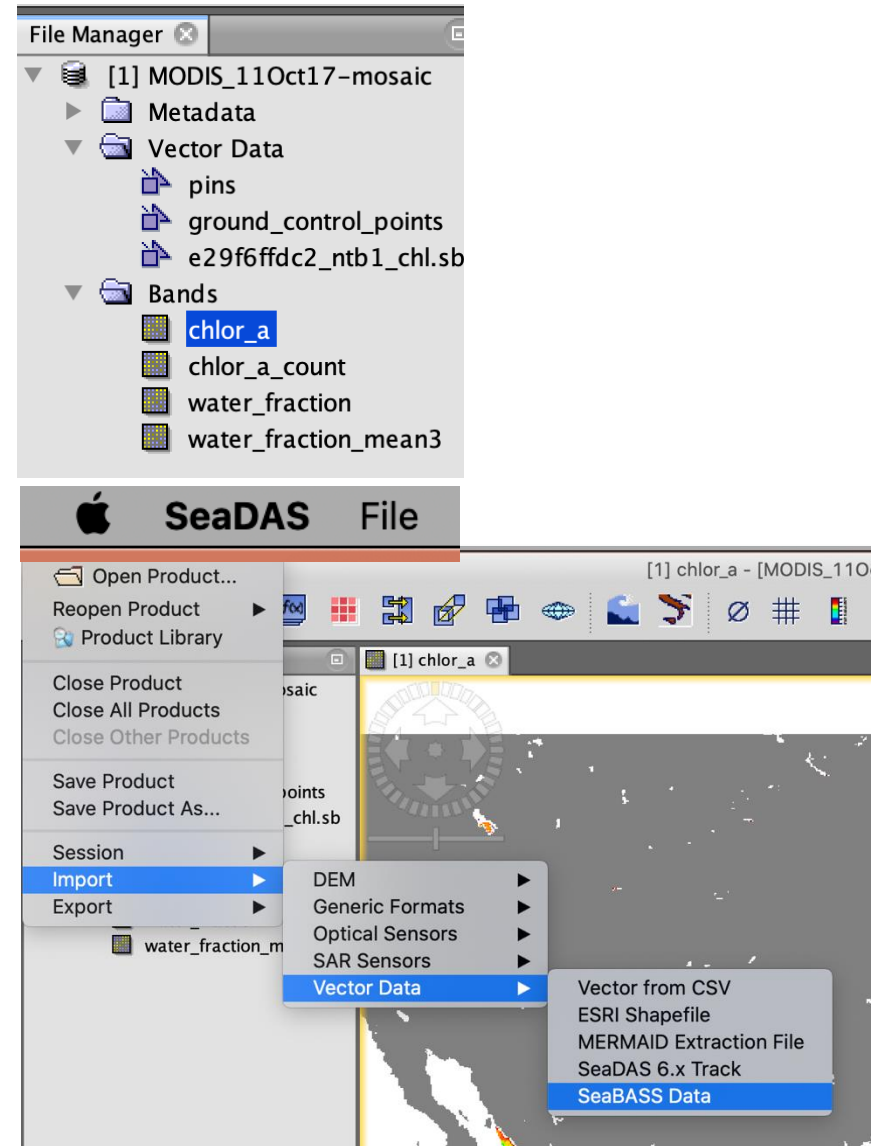 File Manager
[1] MODIS_11Oct17-mosaic
Metadata
Vector Data
pins
ground_control_points
e29f6ffdc2_ntb1_chl.sb
Bands
chlor_a
chlor_a_count
water_fraction
water_fraction_mean3
SeaDAS File
[1] chlor_a - [MODIS_11O
Open Product...
Reopen Product
Product Library
Close Product
Close All Products
Close Other Products
Save Product
Save Product As...
Session
Import
Export
[1] chlor_a
osaic
points
_chl.sb
water_fraction_m
DEM
Generic Formats
Optical Sensors
SAR Sensors
Vector Data
Vector from CSV
ESRI Shapefile
MERMAID Extraction File
SeaDAS 6.x Track
SeaBASS Data